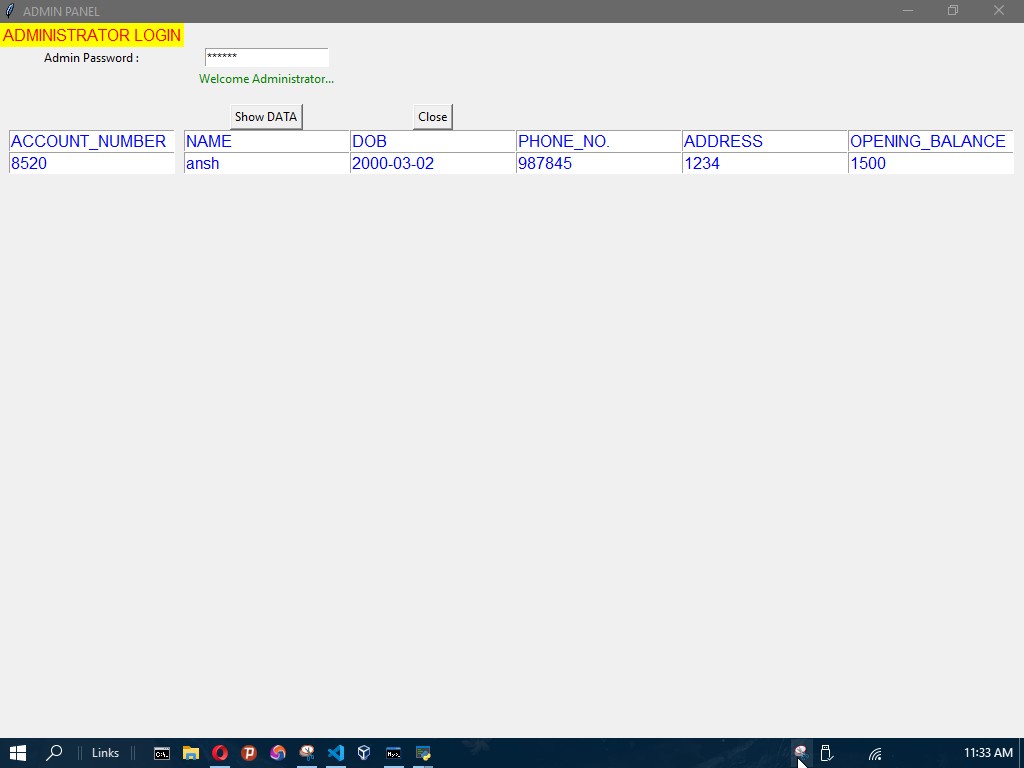 ADMIN PANEL
ADMINISTRATOR LOGIN
Admin Password : ******
Welcome Administrator...
Show DATA Close
ACCOUNT_NUMBER NAME DOB PHONE_NO. ADDRESS OPENING_BALANCE
8520 ansh 2000-03-02 987845 1234 1500
Links 11:33 AM